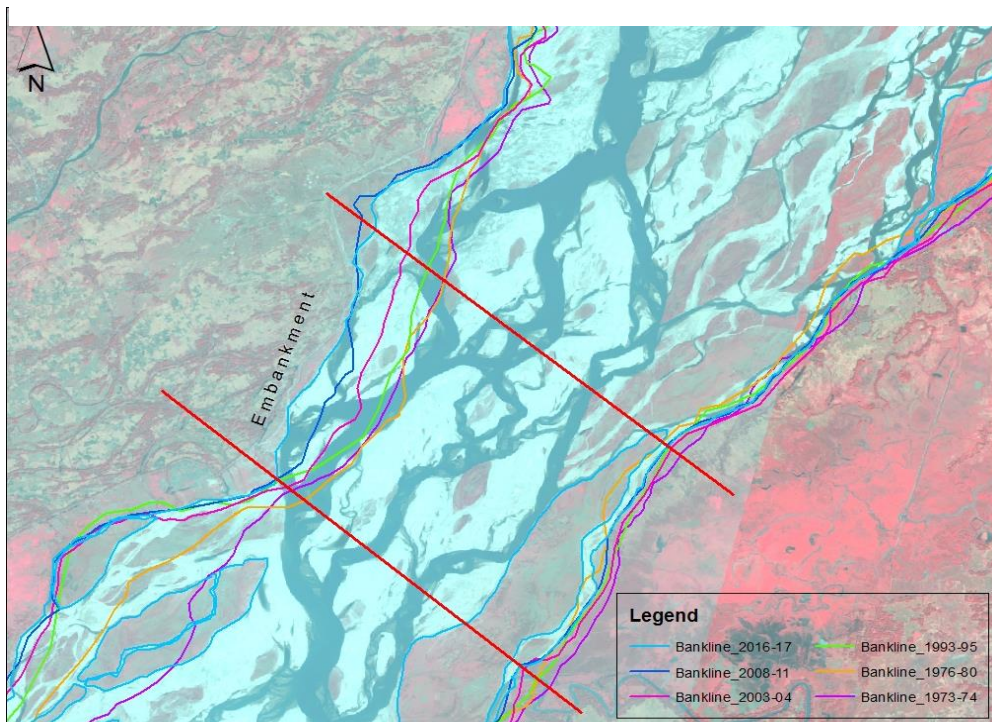 N
Embankment
Legend
Bankline_2016-17
Bankline_1993-95
Bankline_2008-11
Bankline_1976-80
Bankline_2003-04
Bankline_1973-74